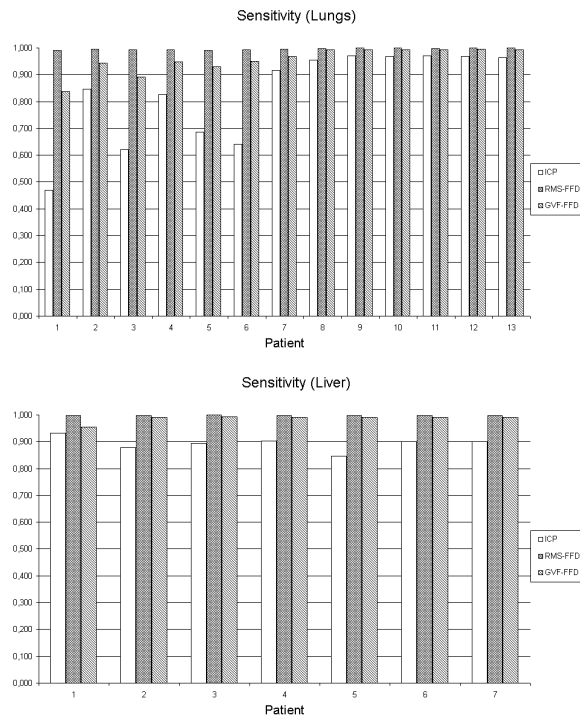 Sensitivity (Lungs)
1,000
0,900
0,800
0,700
0,600
0,500
0,400
0,300
0,200
0,100
0,000
1 2 3 4 5 6 7 8 9 10 11 12 13
Patient
ICP
RMS-FFD
GVF-FFD
Sensitivity (Liver)
1,000
0,900
0,800
0,700
0,600
0,500
0,400
0,300
0,200
0,100
0,000
1 2 3 4 5 6 7
Patient
ICP
RMS-FFD
GVF-FFD